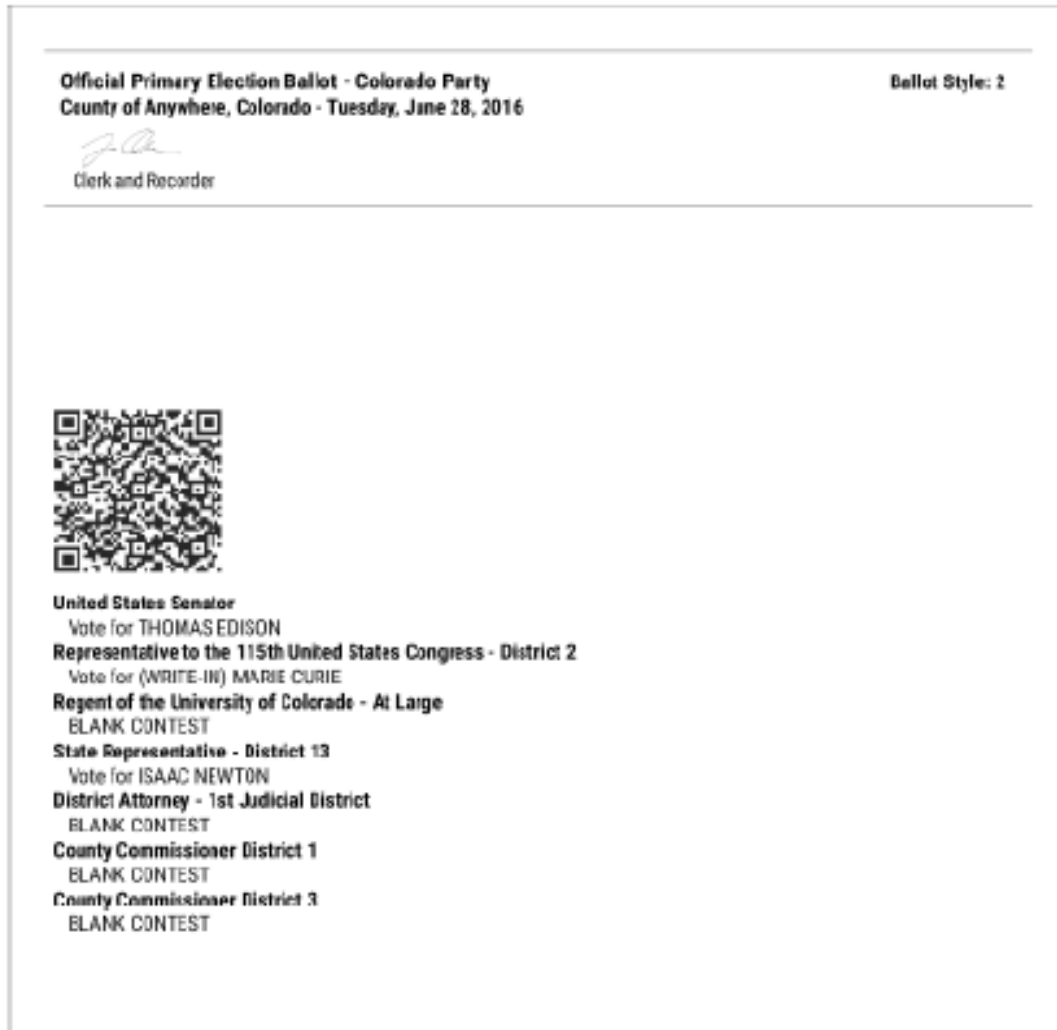 Official Primary Election Ballot - Colorado Party
Ballot Style: 2
County of Anywhere, Colorado - Tuesday, June 28, 2016
Clerk and Recorder
United States Senator
Vote for THOMAS EDISON
Representative to the 115th United States Congress - District 2
Vote for (WRITE-IN) MARIE CURIE
Regent of the University of Colorado - At Large
BLANK CONTEST
State Representative - District 13
Vote for ISAAC NEWTON
District Attorney - 1st Judicial District
BLANK CONTEST
County Commissioner District 1
BLANK CONTEST
County Commissioner District 3
BLANK CONTEST